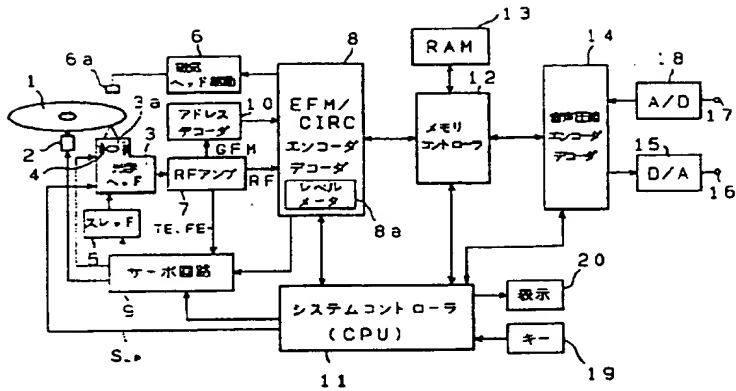 13
6
8
14
RAM
6a
磁気
ヘッド駆動
12
18
1
3a
10
EFM/
CIRC
エンコーダ
デコーダ
音声圧縮
エンコーダ
デコーダ
A/D
17
アドレス
デコーダ
メモリ
コントローラ
2
3
GFM
15
4
光学
ヘッド
RFアンプ
RF
レベル
メータ
D/A
16
7
8a
スレッド
TE.FE
5
サーボ回路
20
9
システムコントローラ
(CPU)
表示
キー
11
19